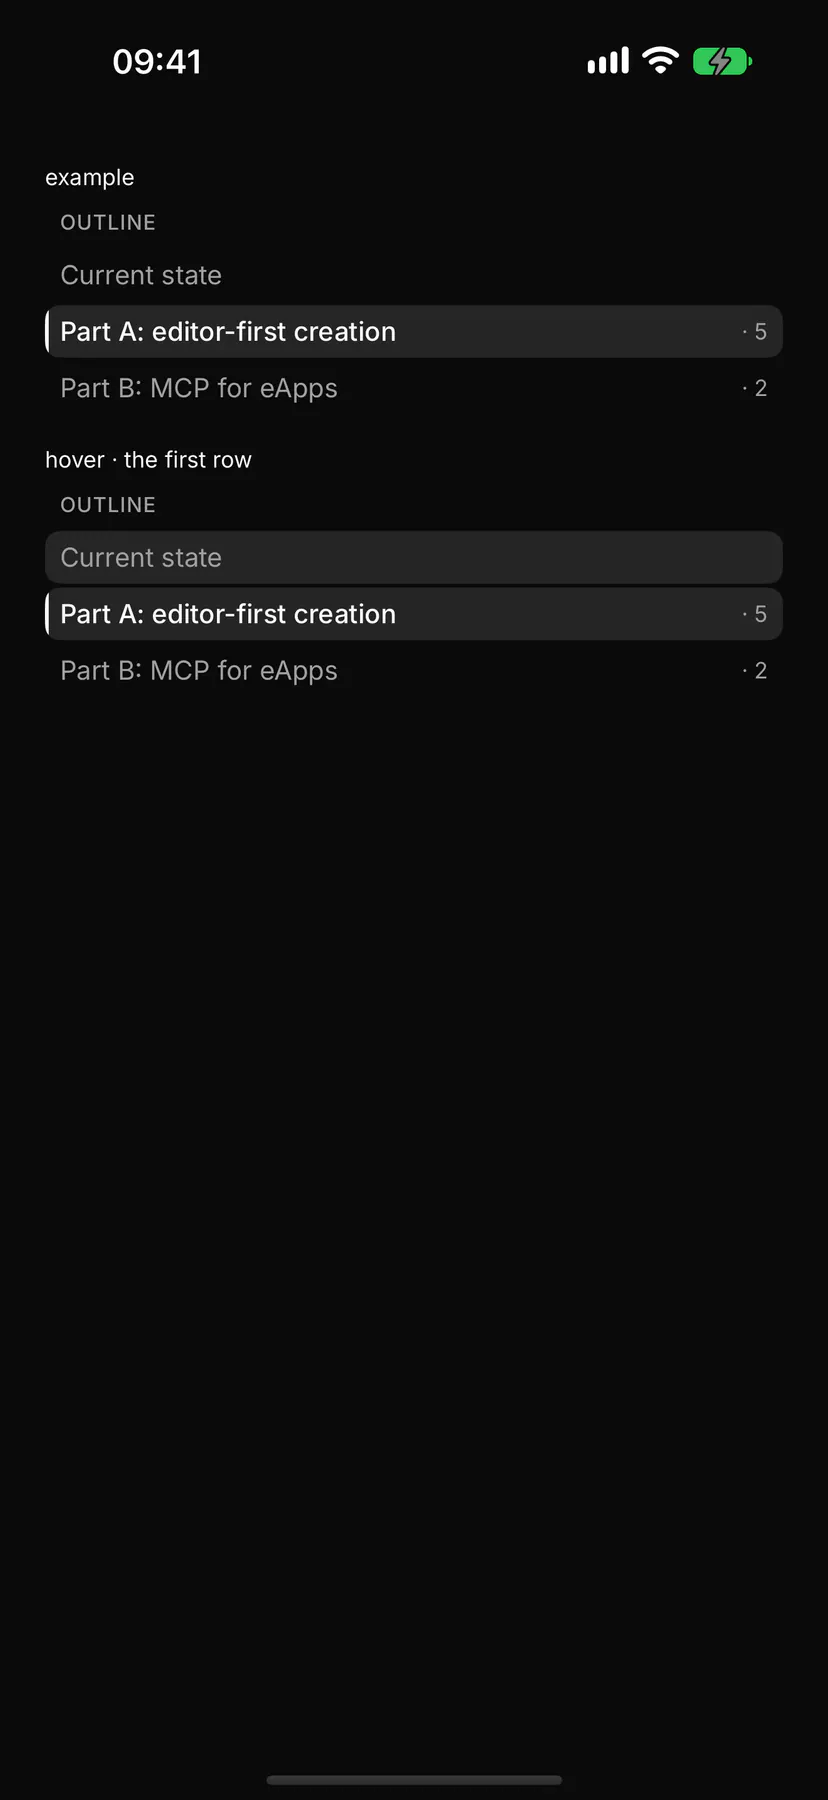 09:41
example
OUTLINE
Current state
Part A: editor-first creation · 5
Part B: MCP for eApps · 2
hover · the first row
OUTLINE
Current state
Part A: editor-first creation · 5
Part B: MCP for eApps · 2